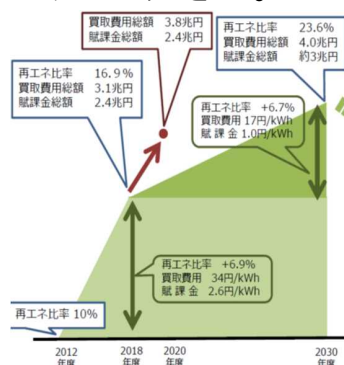 買取費用総額 3.8兆円
賦課金総額 2.4兆円
再エネ比率 23.6%
買取費用総額 4.0兆円
賦課金総額 約3兆円
再エネ比率 16.9%
買取費用総額 3.1兆円
賦課金総額 2.4兆円
再エネ比率 +6.7%
買取費用 17円/kWh
賦課金 1.0円/kWh
再エネ比率 +6.9%
買取費用 34円/kWh
賦課金 2.6円/kWh
再エネ比率 10%
2012
年度
2018
年度
2020
年度
2030
年度